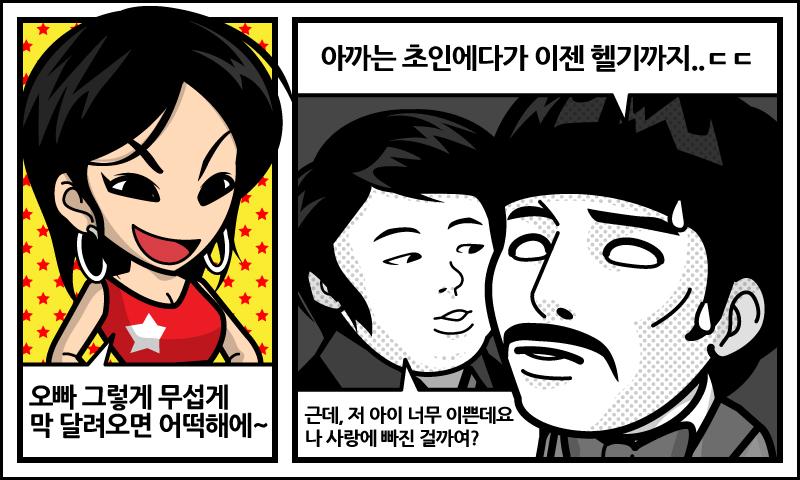 오빠 그렇게 무섭게
막 달려오면 어떡해에~
아까는 초인에다가 이젠 헬기까지..ㄷㄷ
근데, 저 아이 너무 이쁜데요
나 사랑에 빠진 걸까여?